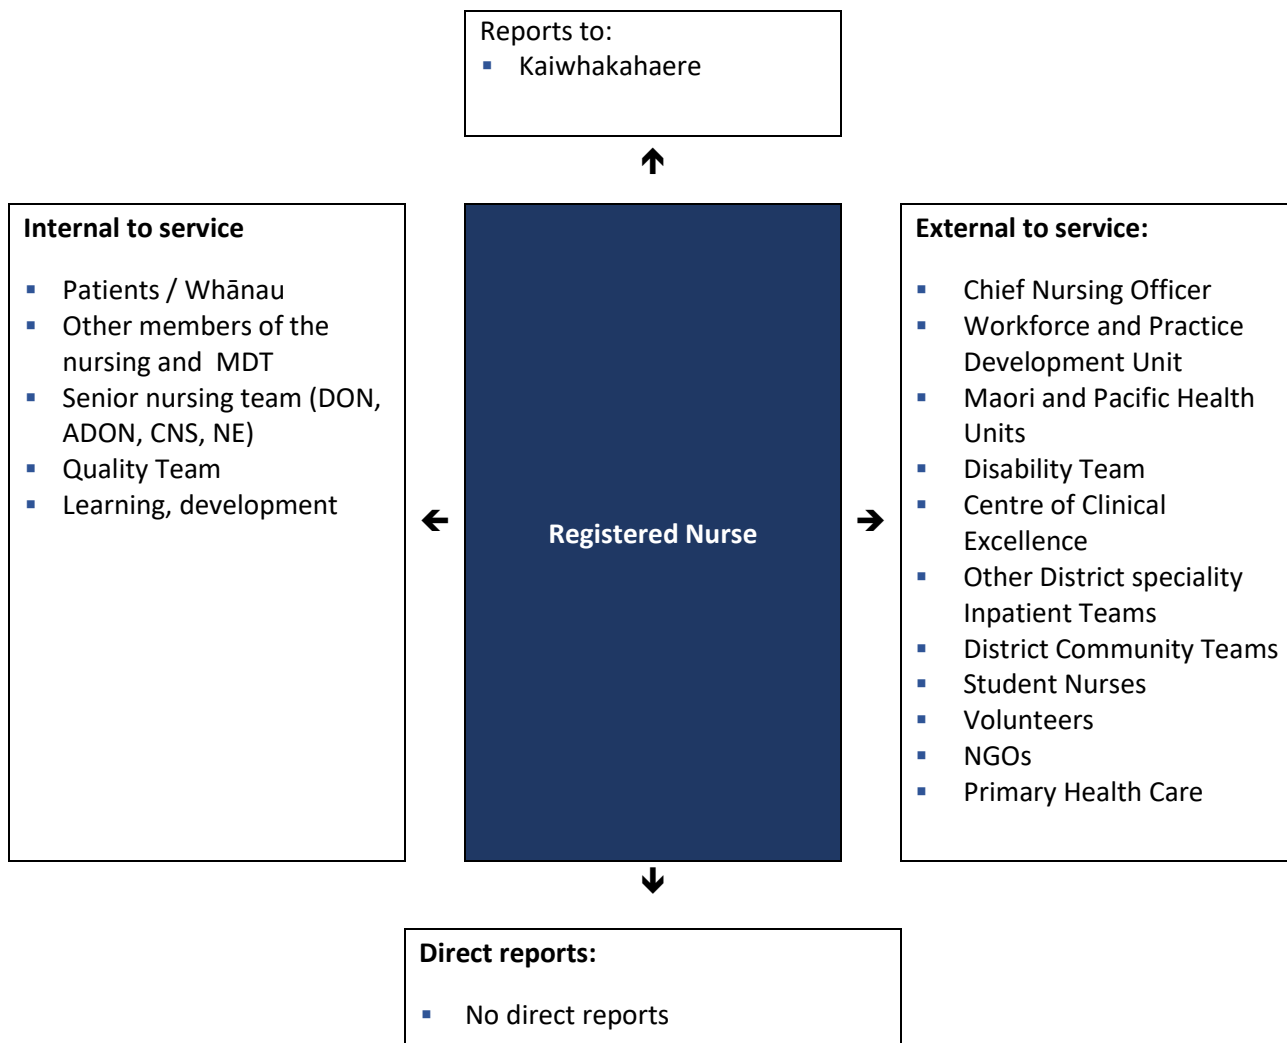 Reports to:
▪ Kaiwhakahaere
Internal to service
▪ Patients / Whānau
▪ Other members of the
nursing and  MDT
▪ Senior nursing team (DON,
ADON, CNS, NE)
▪ Quality Team
▪ Learning, development
Registered Nurse
External to service:
▪ Chief Nursing Officer
▪ Workforce and Practice
Development Unit
▪ Maori and Pacific Health
Units
▪ Disability Team
▪ Centre of Clinical
Excellence
▪ Other District speciality
Inpatient Teams
▪ District Community Teams
▪ Student Nurses
▪ Volunteers
▪ NGOs
▪ Primary Health Care
Direct reports:
▪ No direct reports